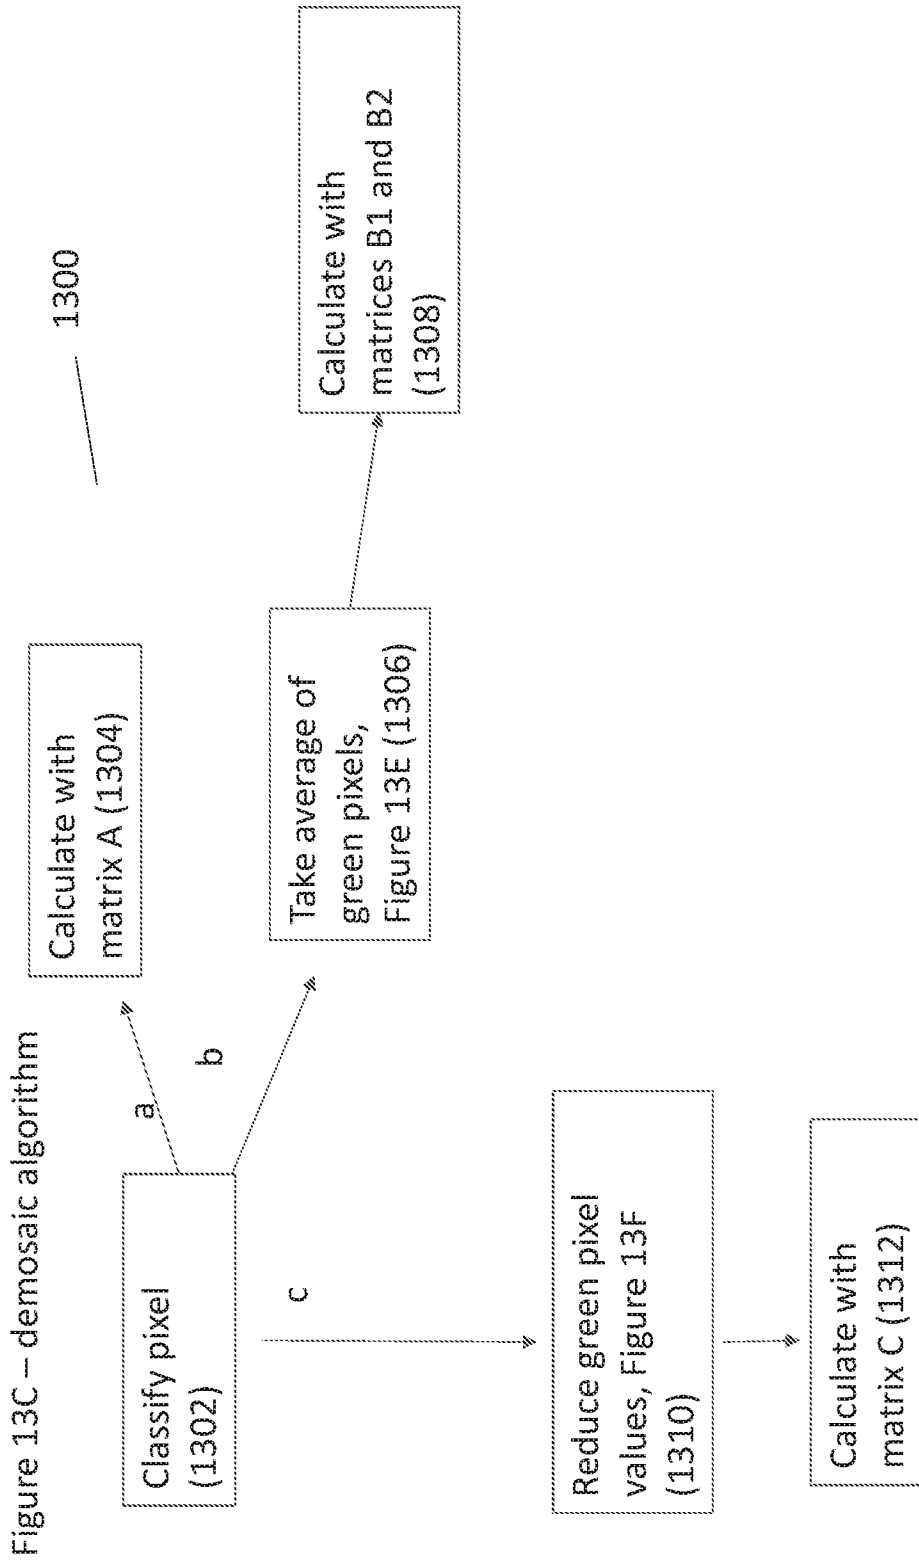 Figure 13C – demosaic algorithm
1300
Classify pixel
(1302)
a
Calculate with
matrix A (1304)
b
Take average of
green pixels,
Figure 13E (1306)
Calculate with
matrices B1 and B2
(1308)
c
Reduce green pixel
values, Figure 13F
(1310)
Calculate with
matrix C (1312)